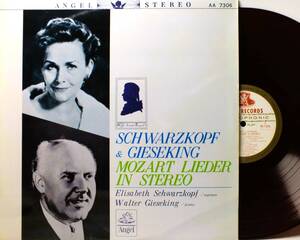 ANGEL STEREO AA 7306
SCHWARZKOPF
& GIESEKING
MOZART LIEDER
IN STEREO
Elisabeth Schwarzkopf
Walter Gieseking
Angel
RECORDS